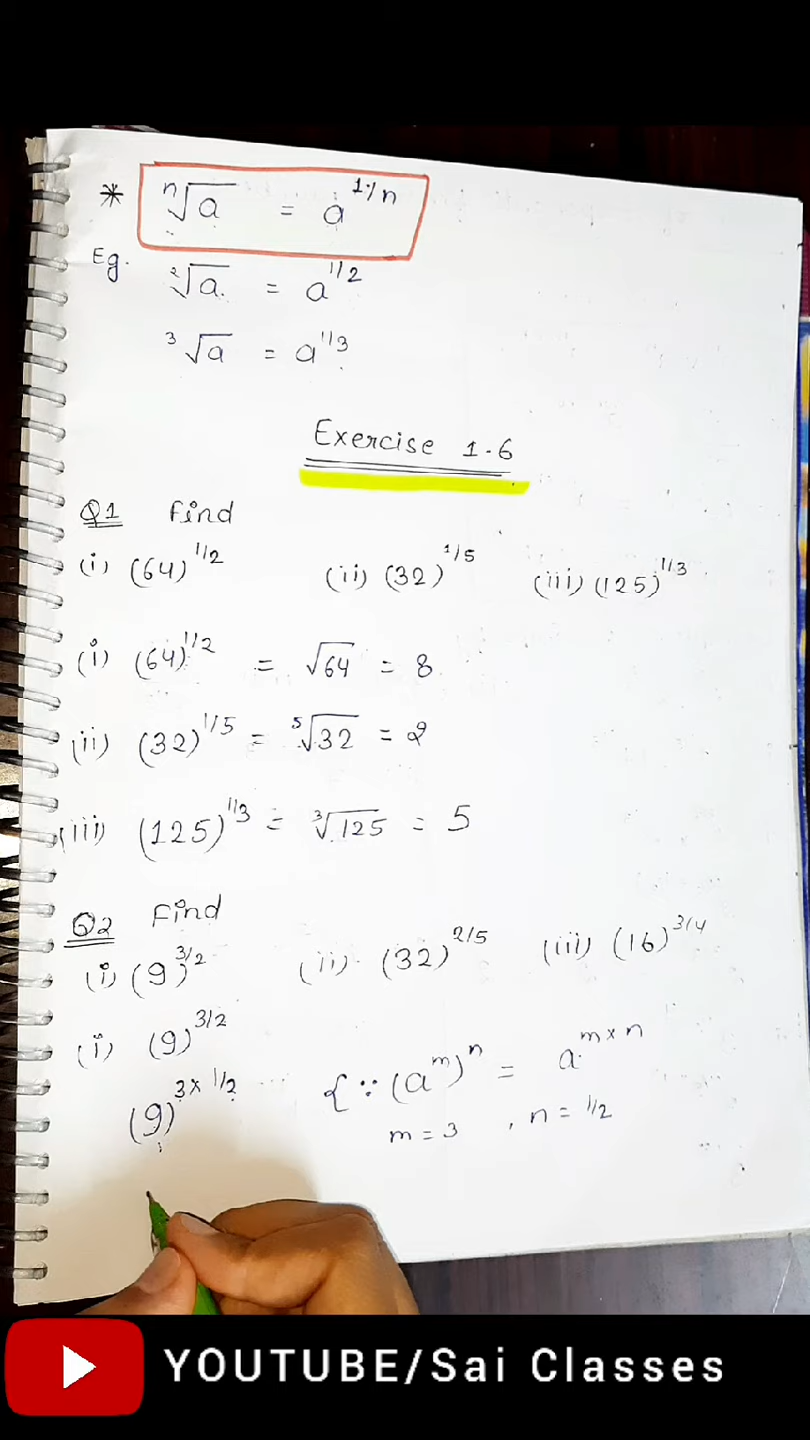 * ⁿ√a = a^1/n
Eg. ²√a = a^1/2
³√a = a^1/3
Exercise 1.6
Q1 Find
(i) (64)^1/2 (ii) (32)^1/5 (iii) (125)^1/3
(i) (64)^1/2 = √64 = 8
(ii) (32)^1/5 = ⁵√32 = 2
(iii) (125)^1/3 = ³√125 = 5
Q2 Find
(i) (9)^3/2 (ii) (32)^2/5 (iii) (16)^3/4
(i) (9)^3/2
(9)^3×1/2 ... {∵ (a^m)^n = a^m×n
m = 3 , n = 1/2
YOUTUBE/Sai Classes